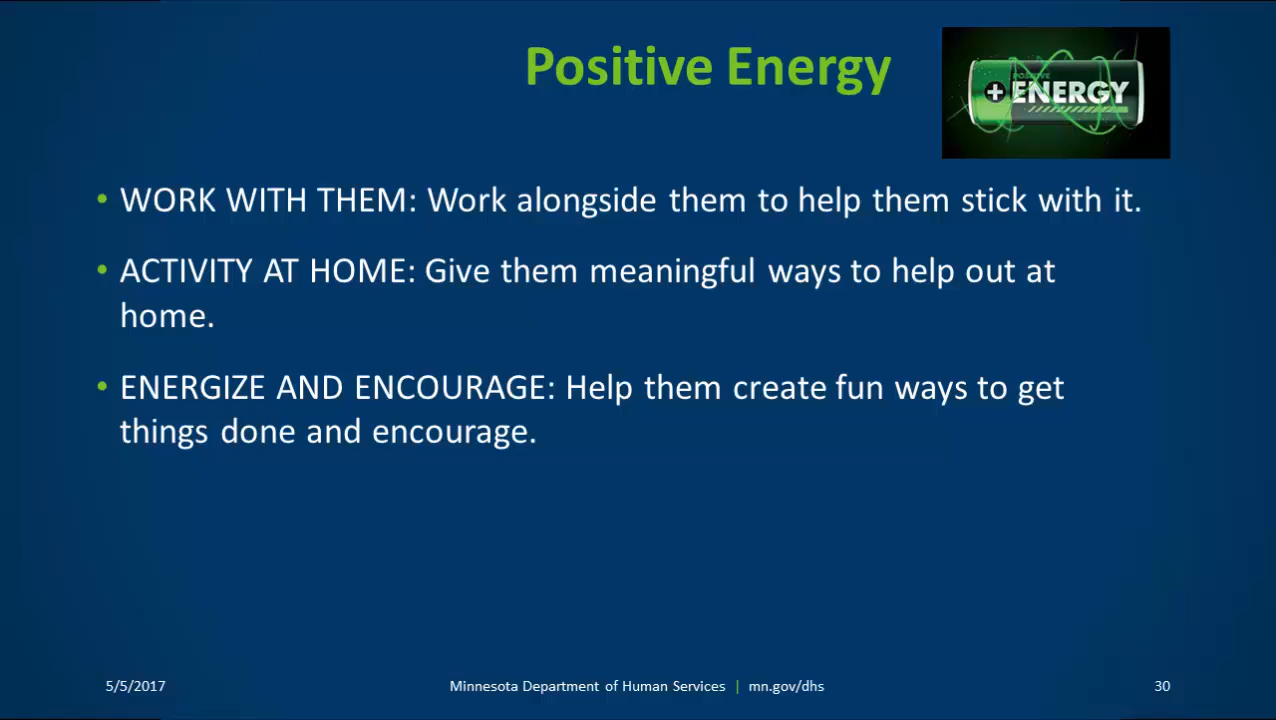 Positive Energy
POSITIVE
+ ENERGY
• WORK WITH THEM: Work alongside them to help them stick with it.
• ACTIVITY AT HOME: Give them meaningful ways to help out at
home.
• ENERGIZE AND ENCOURAGE: Help them create fun ways to get
things done and encourage.
5/5/2017
Minnesota Department of Human Services | mn.gov/dhs
30